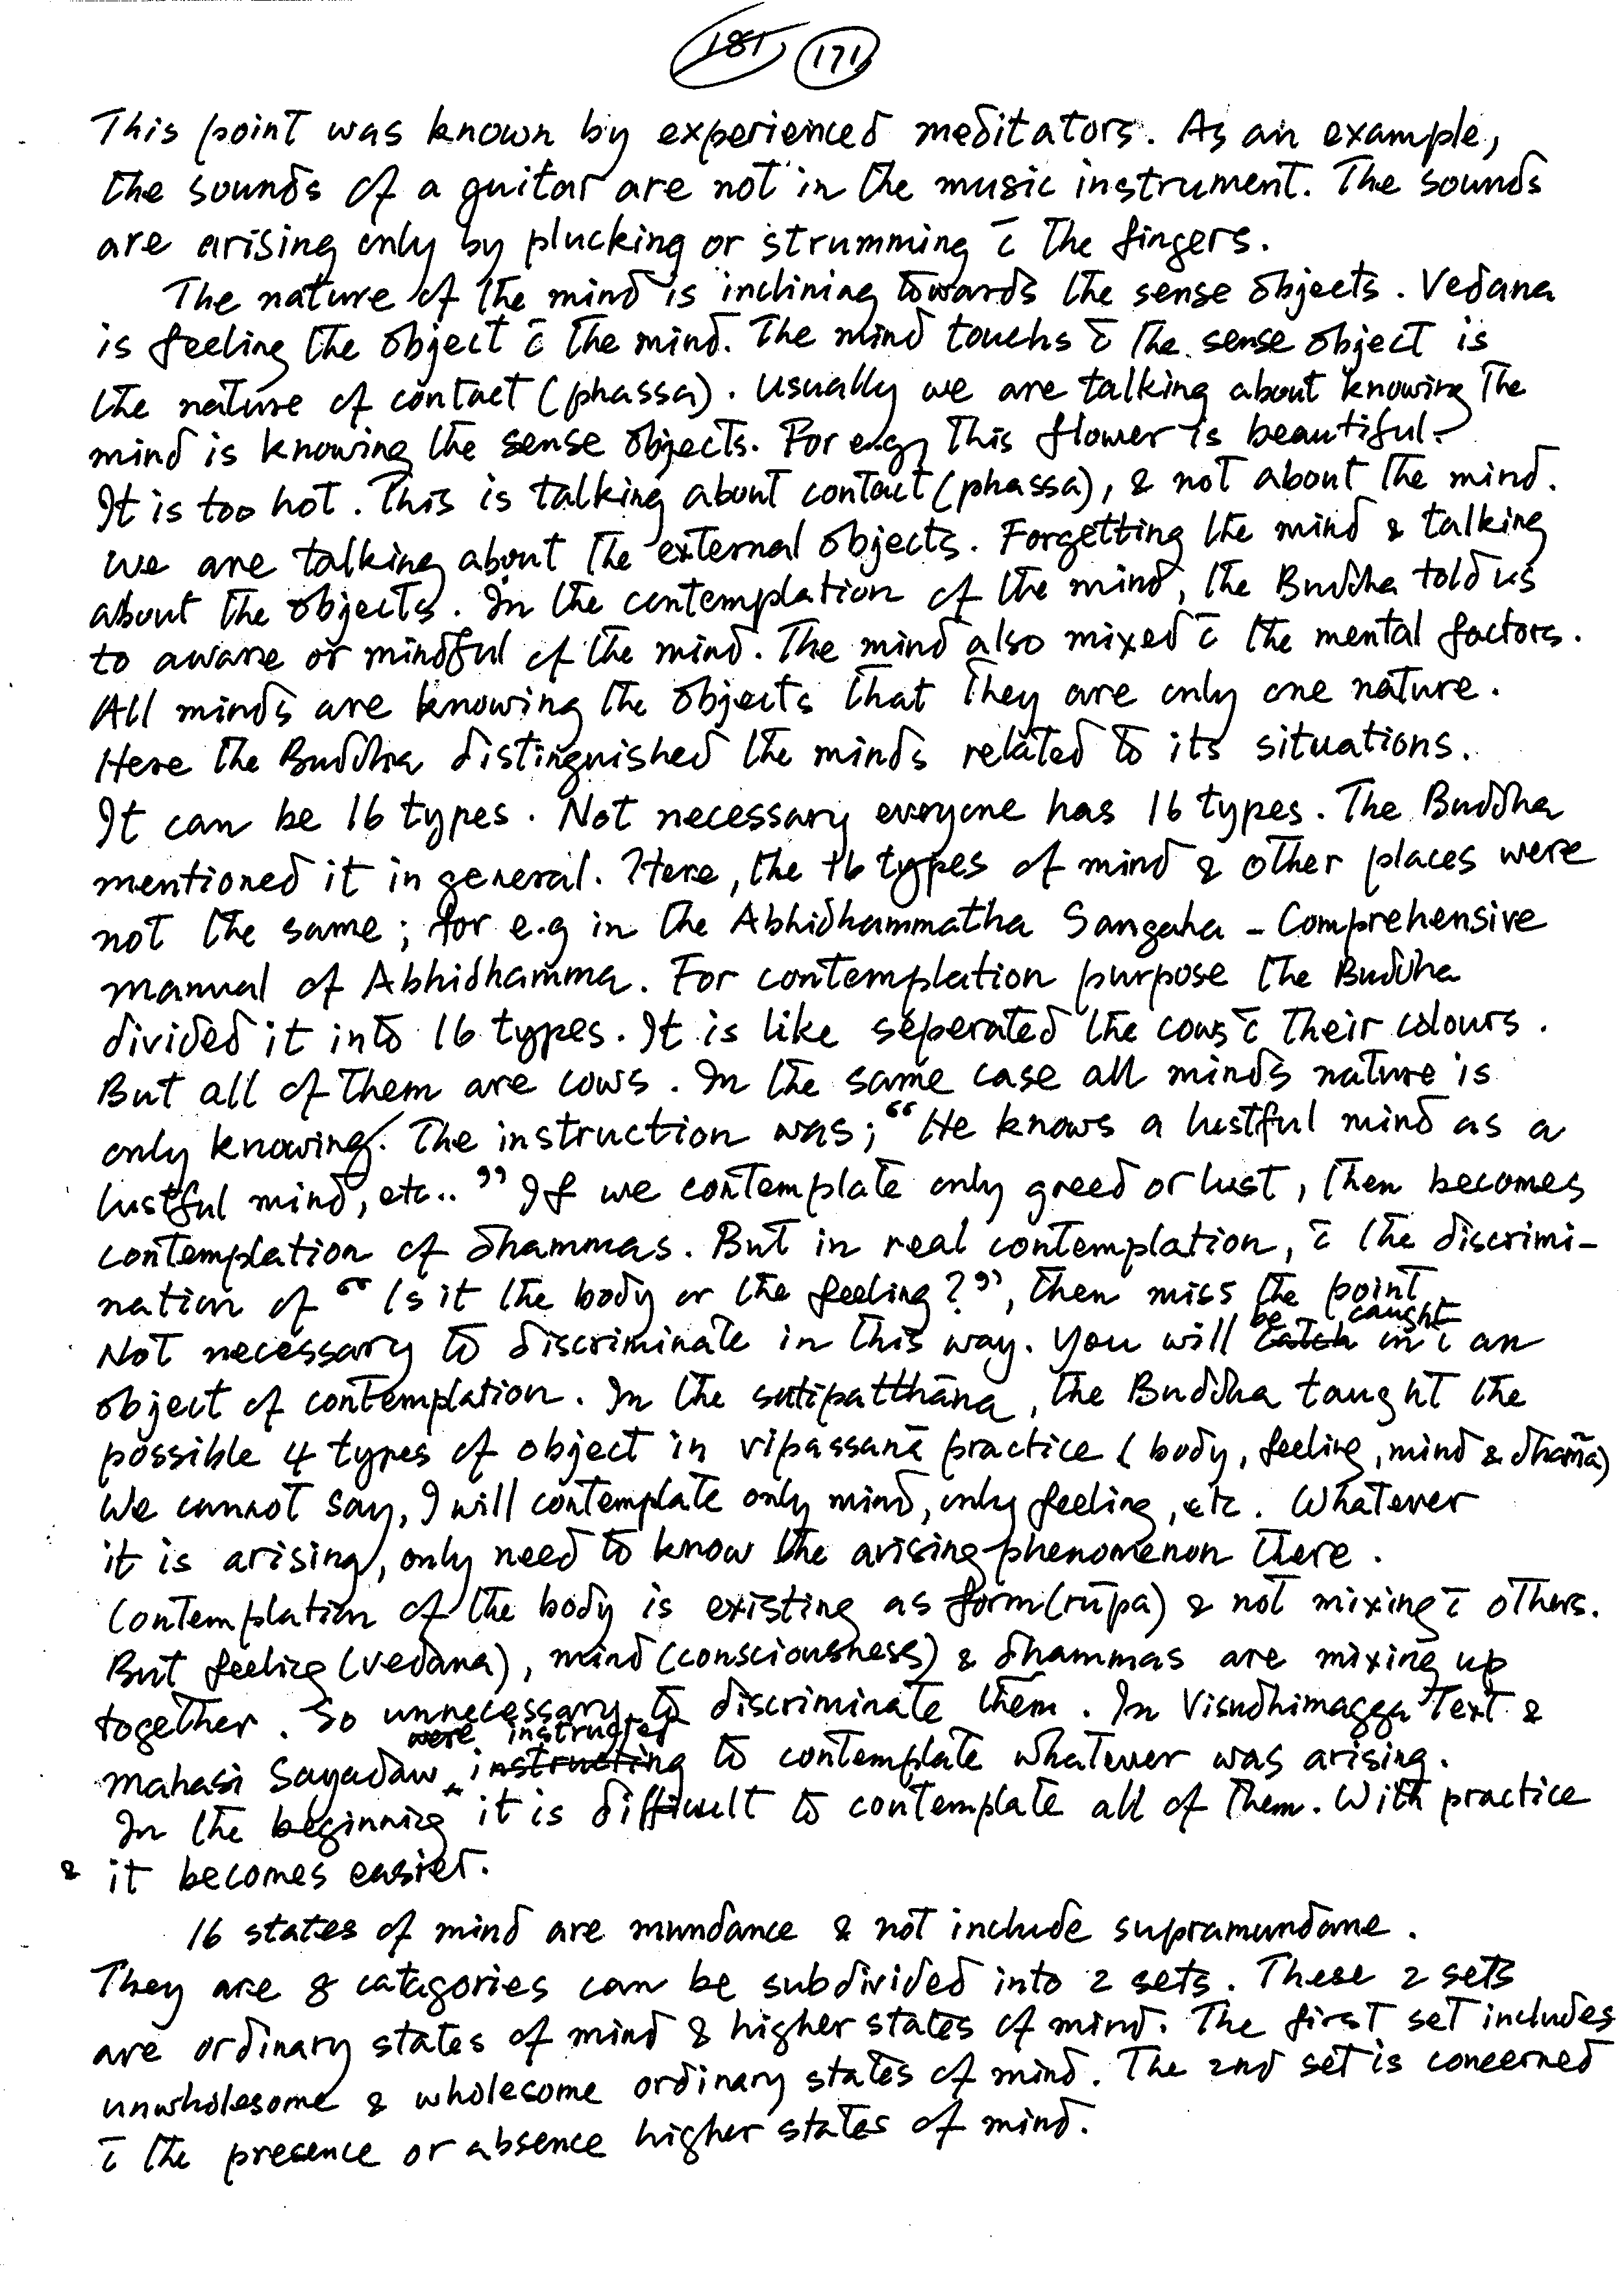 181 171
This point was known by experienced meditators. As an example,
the sounds of a guitar are not in the music instrument. The sounds
are arising only by plucking or strumming c̄ the fingers.
The nature of the mind is inclining towards the sense objects. Vedana
is feeling the object c̄ the mind. The mind touchs c̄ the sense object is
the nature of contact (phassa). Usually we are talking about knowing the
mind is knowing the sense objects. For e.g, this flower is beautiful.
It is too hot. This is talking about contact (phassa), & not about the mind.
We are talking about the external objects. Forgetting the mind & talking
about the objects. In the contemplation of the mind, the Buddha told us
to aware or mindful of the mind. The mind also mixed c̄ the mental factors.
All minds are knowing the objects that they are only one nature.
Here the Buddha distinguished the minds related to its situations.
It can be 16 types. Not necessary everyone has 16 types. The Buddha
mentioned it in general. Here, the 16 types of mind & other places were
not the same; for e.g in the Abhidhammatha Sangaha - Comprehensive
manual of Abhidhamma. For contemplation purpose the Buddha
divided it into 16 types. It is like seperated the cows c̄ their colours.
But all of them are cows. In the same case all minds nature is
only knowing. The instruction was; “He knows a lustful mind as a
lustful mind, etc..” If we contemplate only greed or lust, then becomes
contemplation of dhammas. But in real contemplation, c̄ the discrimi-
nation of “Is it the body or the feeling?”, then miss the point.
Not necessary to discriminate in this way. You will be caught catch in c̄ an
object of contemplation. In the satipatthāna, the Buddha taught the
possible 4 types of object in vipassanā practice (body, feeling, mind & dham̄a)
We cannot say, I will contemplate only mind, only feeling, etc. Whatever
it is arising, only need to know the arising phenomenon there.
Contemplation of the body is existing as form (rūpa) & not mixing c̄ others.
But feeling (vedana), mind (consciousness) & dhammas are mixing up
together. So unnecessary to discriminate them. In Visudhimagga Text &
Mahasi Sayadaw were instructed instructing to contemplate whatever was arising.
In the beginning it is difficult to contemplate all of them. With practice
& it becomes easier.
16 states of mind are mundance & not include supramundane.
They are 8 categories can be subdivided into 2 sets. These 2 sets
are ordinary states of mind & higher states of mind. The first set includes
unwholesome & wholesome ordinary states of mind. The 2nd set is concerned
c̄ the presence or absence higher states of mind.